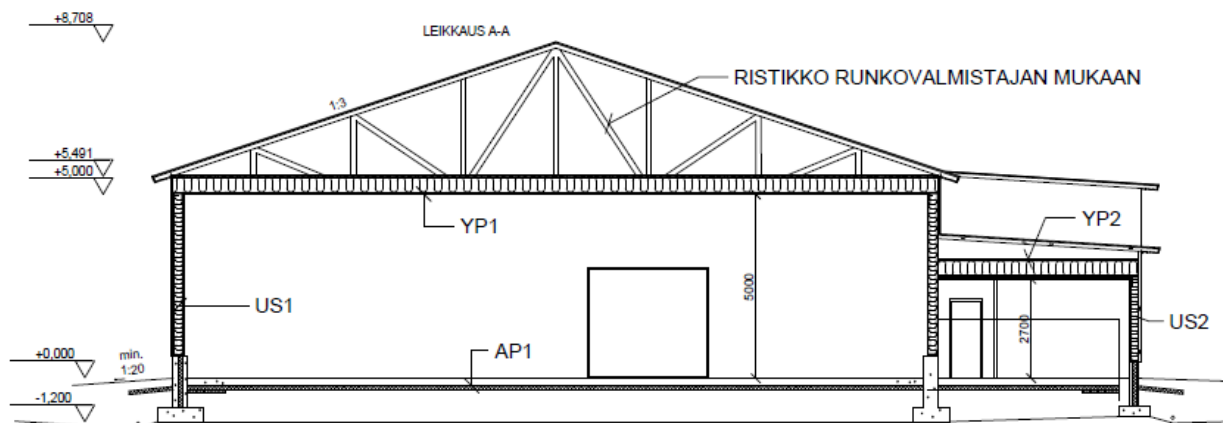 +8,708
LEIKKAUS A-A
RISTIKKO RUNKOVALMISTAJAN MUKAAN
1:3
+5,491
+5,000
YP1
YP2
5000
US1
2700
US2
+0,000
min.
1:20
AP1
-1,200